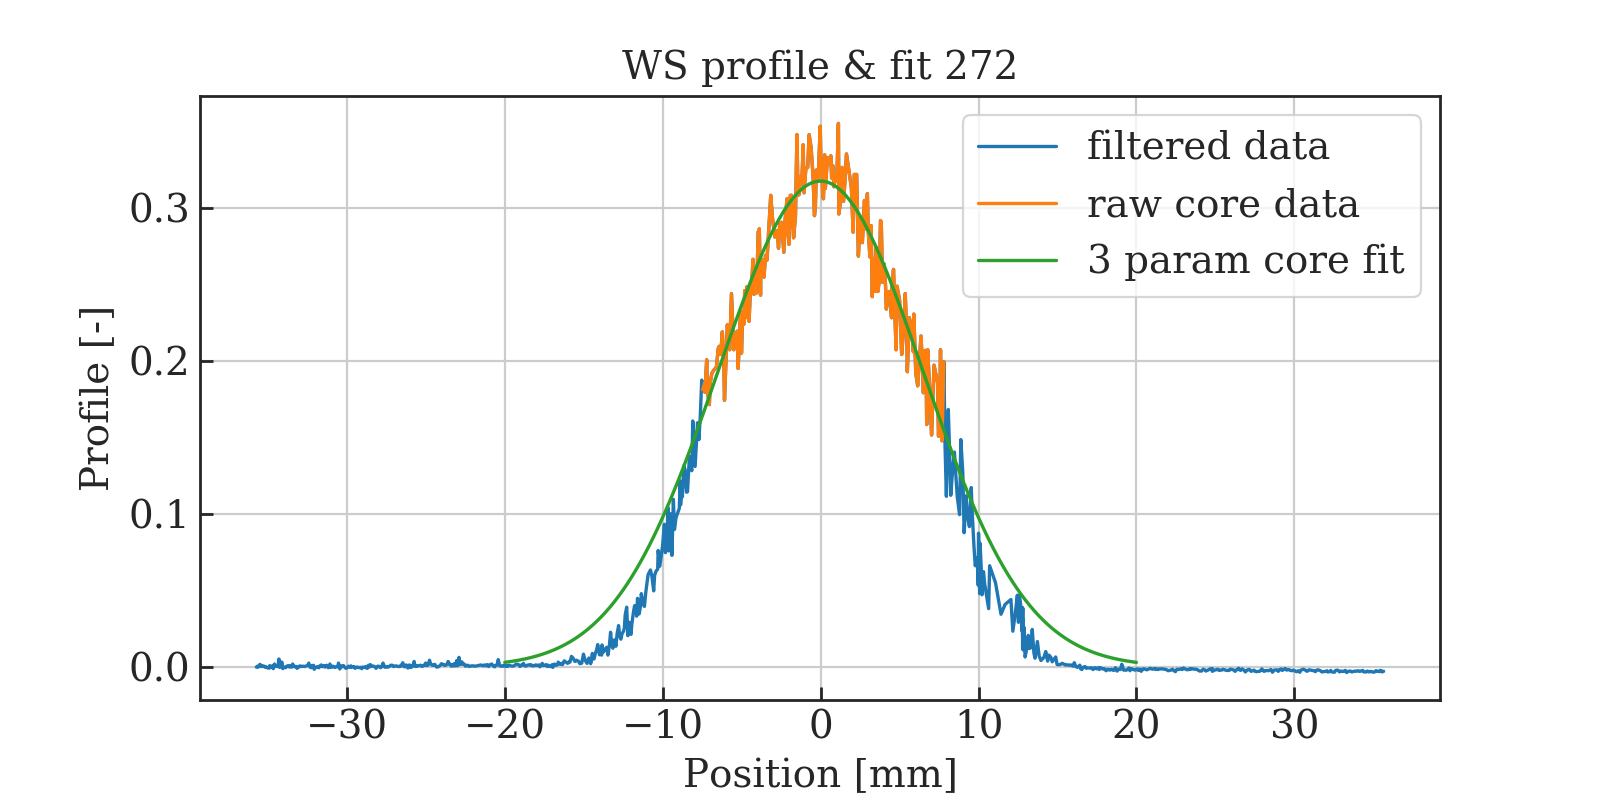 WS profile & fit 272
filtered data
raw core data
3 param core fit
Profile [-]
0.3
0.2
0.1
0.0
−30 −20 −10 0 10 20 30
Position [mm]